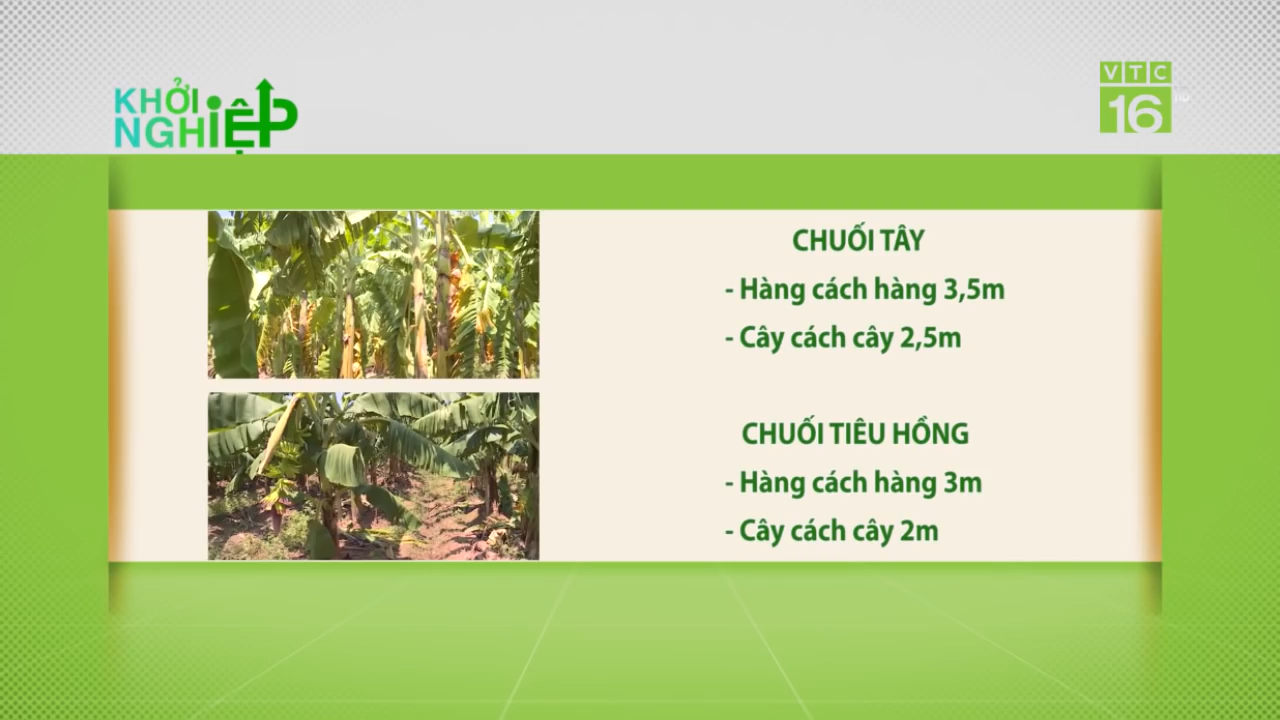 KHỞI
NGHIỆP
VTC
16
HD
CHUỐI TÂY
- Hàng cách hàng 3,5m
- Cây cách cây 2,5m
CHUỐI TIÊU HỒNG
- Hàng cách hàng 3m
- Cây cách cây 2m